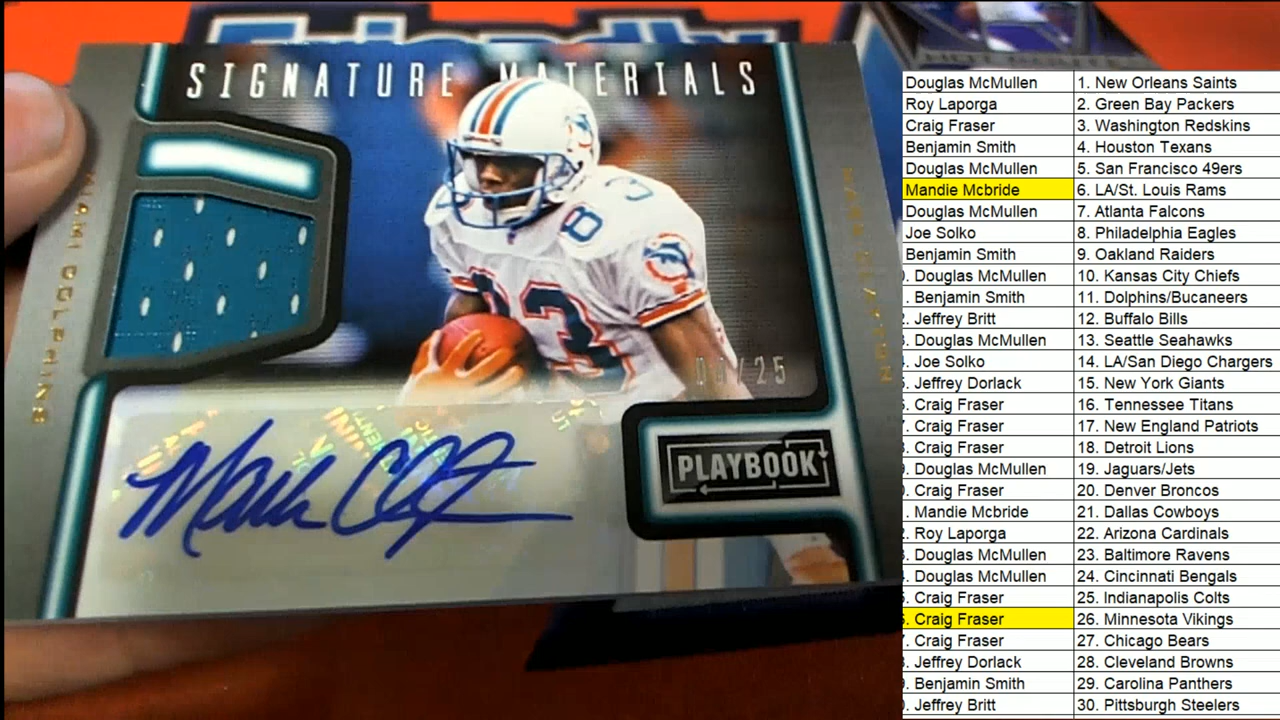 Friendly
SIGNATURE MATERIALS
MIAMI DOLPHINS
83
83
/25
PLAYBOOK
Douglas McMullen 1. New Orleans Saints
Roy Laporga 2. Green Bay Packers
Craig Fraser 3. Washington Redskins
Benjamin Smith 4. Houston Texans
Douglas McMullen 5. San Francisco 49ers
Mandie Mcbride 6. LA/St. Louis Rams
Douglas McMullen 7. Atlanta Falcons
Joe Solko 8. Philadelphia Eagles
Benjamin Smith 9. Oakland Raiders
. Douglas McMullen 10. Kansas City Chiefs
. Benjamin Smith 11. Dolphins/Bucaneers
. Jeffrey Britt 12. Buffalo Bills
. Douglas McMullen 13. Seattle Seahawks
. Joe Solko 14. LA/San Diego Chargers
. Jeffrey Dorlack 15. New York Giants
. Craig Fraser 16. Tennessee Titans
. Craig Fraser 17. New England Patriots
. Craig Fraser 18. Detroit Lions
. Douglas McMullen 19. Jaguars/Jets
. Craig Fraser 20. Denver Broncos
. Mandie Mcbride 21. Dallas Cowboys
. Roy Laporga 22. Arizona Cardinals
. Douglas McMullen 23. Baltimore Ravens
. Douglas McMullen 24. Cincinnati Bengals
. Craig Fraser 25. Indianapolis Colts
. Craig Fraser 26. Minnesota Vikings
. Craig Fraser 27. Chicago Bears
. Jeffrey Dorlack 28. Cleveland Browns
. Benjamin Smith 29. Carolina Panthers
. Jeffrey Britt 30. Pittsburgh Steelers